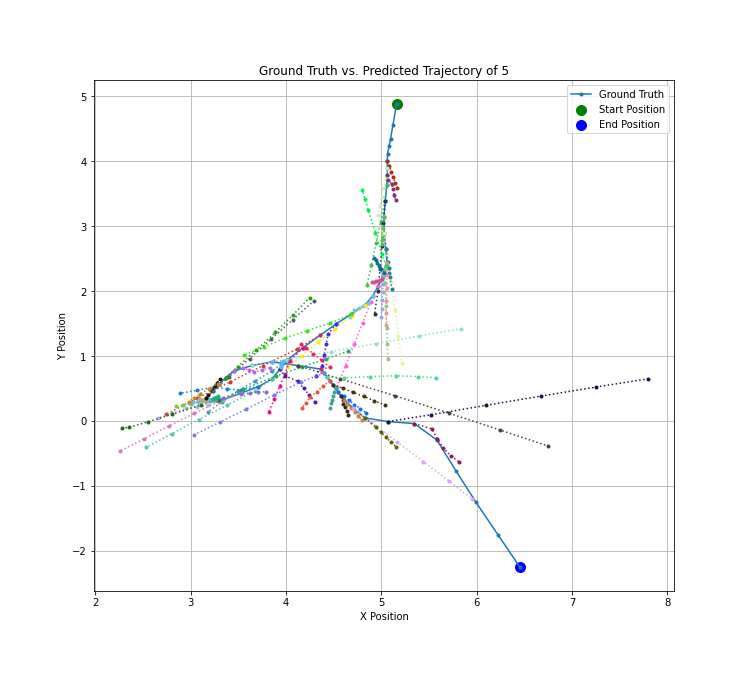 Ground Truth vs. Predicted Trajectory of 5
Ground Truth
Start Position
End Position
Y Position
5
4
3
2
1
0
−1
−2
2 3 4 5 6 7 8
X Position